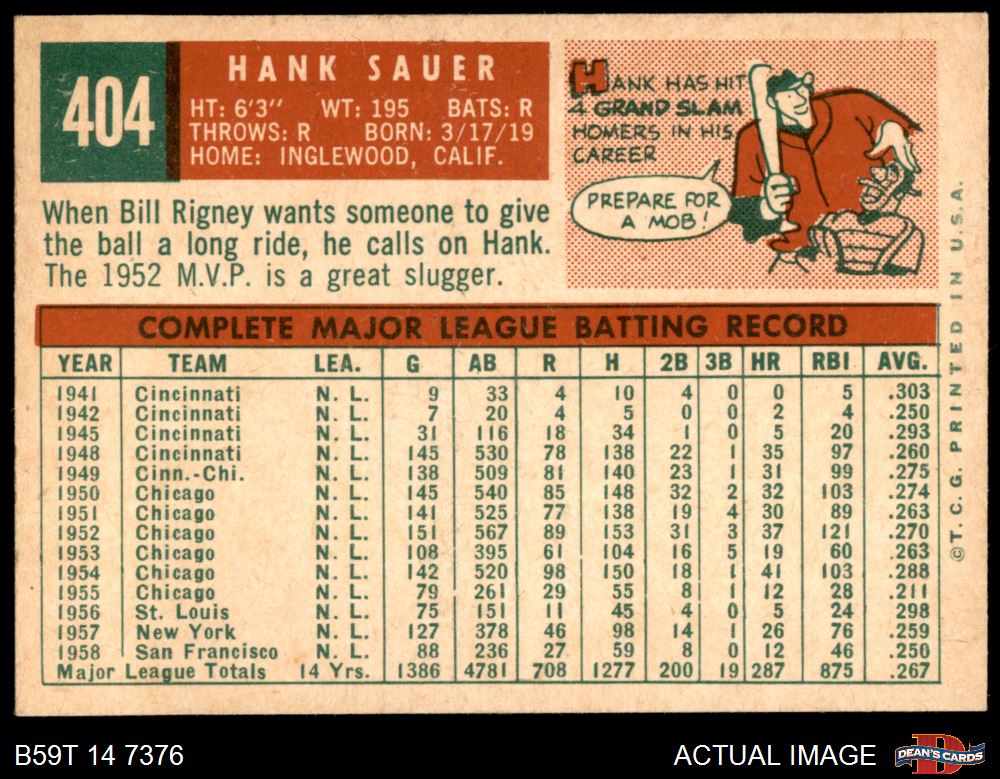 404
HANK SAUER
HT: 6'3" WT: 195 BATS: R
THROWS: R BORN: 3/17/19
HOME: INGLEWOOD, CALIF.
HANK HAS HIT
4 GRAND SLAM
HOMERS IN HIS
CAREER
PREPARE FOR
A MOB!
When Bill Rigney wants someone to give
the ball a long ride, he calls on Hank.
The 1952 M.V.P. is a great slugger.
COMPLETE MAJOR LEAGUE BATTING RECORD
YEAR TEAM LEA. G AB R H 2B 3B HR RBI AVG.
1941 Cincinnati N. L. 9 33 4 10 4 0 0 5 .303
1942 Cincinnati N. L. 7 20 4 5 0 0 2 4 .250
1945 Cincinnati N. L. 31 116 18 34 1 0 5 20 .293
1948 Cincinnati N. L. 145 530 78 138 22 1 35 97 .260
1949 Cinn.-Chi. N. L. 138 509 81 140 23 1 31 99 .275
1950 Chicago N. L. 145 540 85 148 32 2 32 103 .274
1951 Chicago N. L. 141 525 77 138 19 4 30 89 .263
1952 Chicago N. L. 151 567 89 153 31 3 37 121 .270
1953 Chicago N. L. 108 395 61 104 16 5 19 60 .263
1954 Chicago N. L. 142 520 98 150 18 1 41 103 .288
1955 Chicago N. L. 79 261 29 55 8 1 12 28 .211
1956 St. Louis N. L. 75 151 11 45 4 0 5 24 .298
1957 New York N. L. 127 378 46 98 14 1 26 76 .259
1958 San Francisco N. L. 88 236 27 59 8 0 12 46 .250
Major League Totals 14 Yrs. 1386 4781 708 1277 200 19 287 875 .267
©T. C. G. PRINTED IN U.S.A.
B59T 14 7376
ACTUAL IMAGE
DEAN'S CARDS